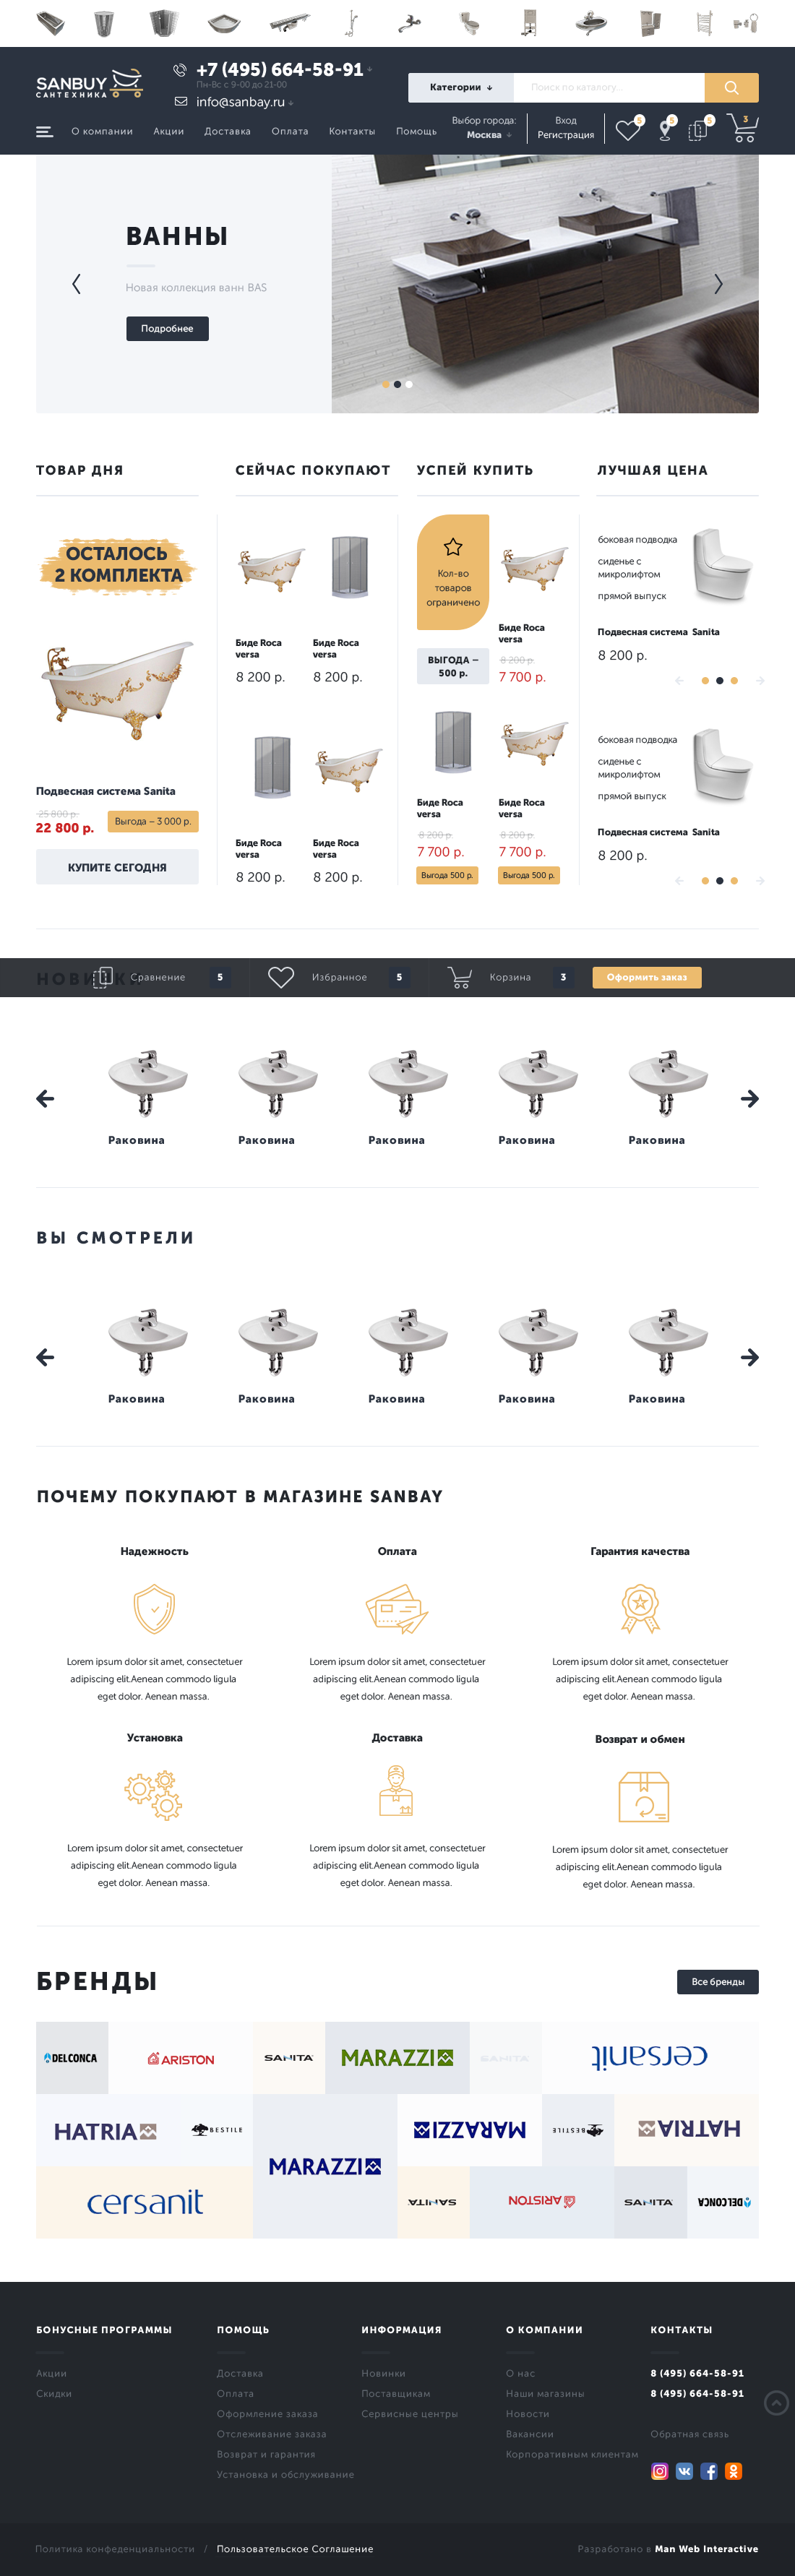 SANBUY
САНТЕХНИКА
+7 (495) 664-58-91
Пн-Вс с 9-00 до 21-00
info@sanbay.ru
Категории
Поиск по каталогу...
О компании
Акции
Доставка
Оплата
Контакты
Помощь
Выбор города:
Москва
Вход
Регистрация
5
5
5
3
ВАННЫ
Новая коллекция ванн BAS
Подробнее
ТОВАР ДНЯ
СЕЙЧАС ПОКУПАЮТ
УСПЕЙ КУПИТЬ
ЛУЧШАЯ ЦЕНА
ОСТАЛОСЬ
2 КОМПЛЕКТА
Подвесная система Sanita
25 800 р.
22 800 р.
Выгода – 3 000 р.
КУПИТЕ СЕГОДНЯ
Биде Roca
versa
8 200 р.
Биде Roca
versa
8 200 р.
Биде Roca
versa
8 200 р.
Биде Roca
versa
8 200 р.
Кол-во
товаров
ограничено
ВЫГОДА –
500 р.
Биде Roca
versa
8 200 р.
7 700 р.
Биде Roca
versa
8 200 р.
7 700 р.
Выгода 500 р.
Биде Roca
versa
8 200 р.
7 700 р.
Выгода 500 р.
боковая подводка
сиденье с
микролифтом
прямой выпуск
Подвесная система Sanita
8 200 р.
боковая подводка
сиденье с
микролифтом
прямой выпуск
Подвесная система Sanita
8 200 р.
НОВИНКИ
Сравнение
5
Избранное
5
Корзина
3
Оформить заказ
Раковина
Раковина
Раковина
Раковина
Раковина
ВЫ СМОТРЕЛИ
Раковина
Раковина
Раковина
Раковина
Раковина
ПОЧЕМУ ПОКУПАЮТ В МАГАЗИНЕ SANBAY
Надежность
Lorem ipsum dolor sit amet, consectetuer
adipiscing elit.Aenean commodo ligula
eget dolor. Aenean massa.
Оплата
Lorem ipsum dolor sit amet, consectetuer
adipiscing elit.Aenean commodo ligula
eget dolor. Aenean massa.
Гарантия качества
Lorem ipsum dolor sit amet, consectetuer
adipiscing elit.Aenean commodo ligula
eget dolor. Aenean massa.
Установка
Lorem ipsum dolor sit amet, consectetuer
adipiscing elit.Aenean commodo ligula
eget dolor. Aenean massa.
Доставка
Lorem ipsum dolor sit amet, consectetuer
adipiscing elit.Aenean commodo ligula
eget dolor. Aenean massa.
Возврат и обмен
Lorem ipsum dolor sit amet, consectetuer
adipiscing elit.Aenean commodo ligula
eget dolor. Aenean massa.
БРЕНДЫ
Все бренды
DEL CONCA
ARISTON
SANITA
MARAZZI
SANITA
cersanit
HATRIA
BESTILE
MARAZZI
MARAZZI
BESTILE
HATRIA
cersanit
SANITA
ARISTON
SANITA
DEL CONCA
БОНУСНЫЕ ПРОГРАММЫ
Акции
Скидки
ПОМОЩЬ
Доставка
Оплата
Оформление заказа
Отслеживание заказа
Возврат и гарантия
Установка и обслуживание
ИНФОРМАЦИЯ
Новинки
Поставщикам
Сервисные центры
О КОМПАНИИ
О нас
Наши магазины
Новости
Вакансии
Корпоративным клиентам
КОНТАКТЫ
8 (495) 664-58-91
8 (495) 664-58-91
Обратная связь
Политика конфеденциальности / Пользовательское Соглашение
Разработано в Man Web Interactive